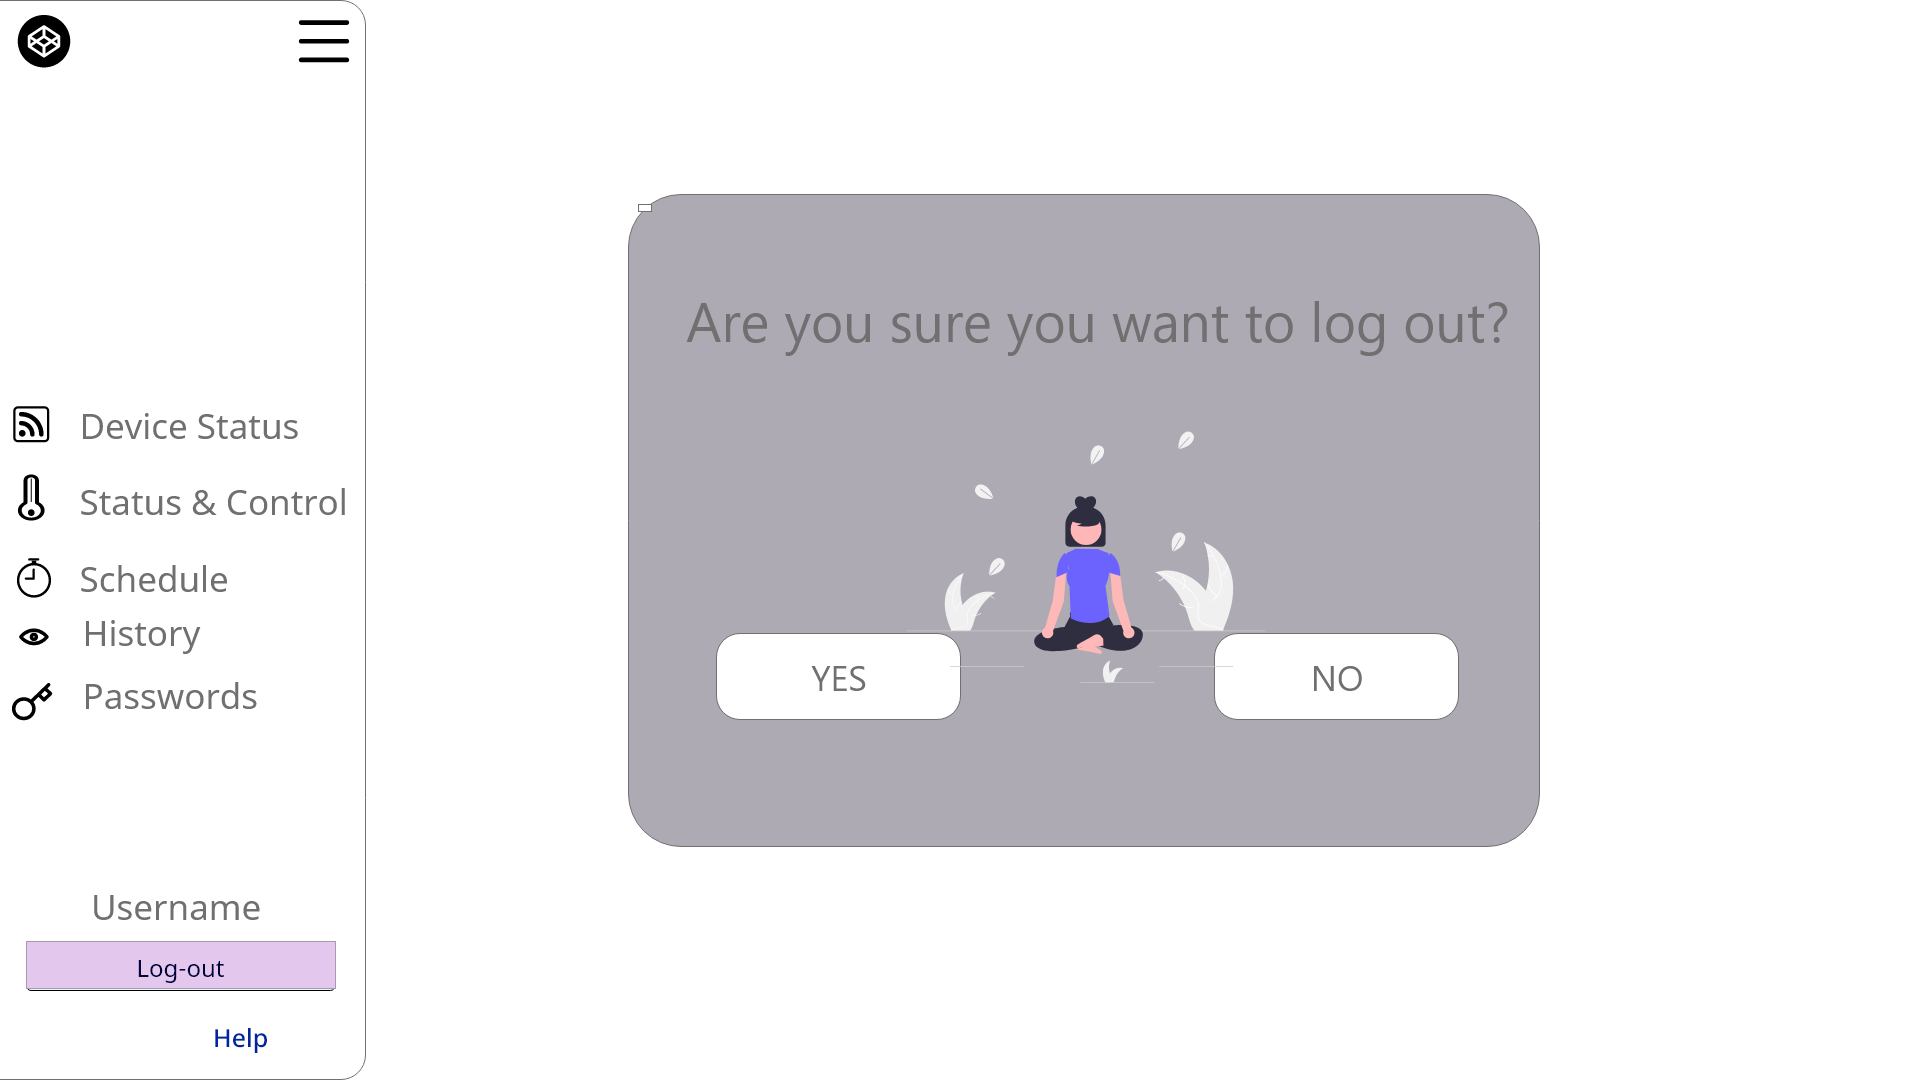 Device Status
Status & Control
Schedule
History
Passwords
Username
Log-out
Help
Are you sure you want to log out?
YES
NO